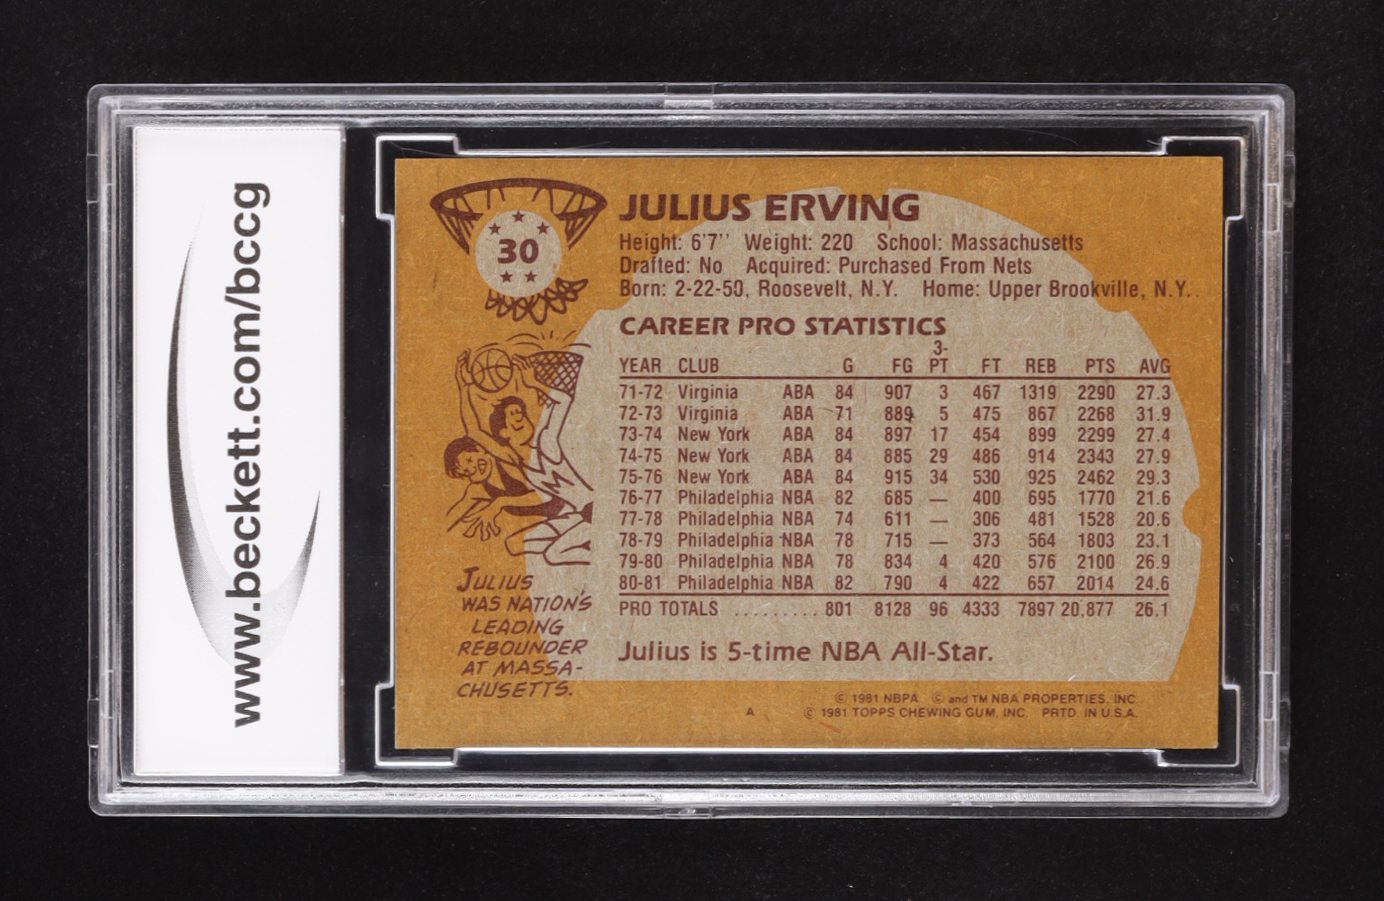 www.beckett.com/bccg
30
JULIUS ERVING
Height: 6'7'' Weight: 220 School: Massachusetts
Drafted: No Acquired: Purchased From Nets
Born: 2-22-50, Roosevelt, N.Y. Home: Upper Brookville, N.Y.
CAREER PRO STATISTICS
YEAR CLUB G FG 3-PT FT REB PTS AVG
71-72 Virginia ABA 84 907 3 467 1319 2290 27.3
72-73 Virginia ABA 71 889 5 475 867 2268 31.9
73-74 New York ABA 84 897 17 454 899 2299 27.4
74-75 New York ABA 84 885 29 486 914 2343 27.9
75-76 New York ABA 84 915 34 530 925 2462 29.3
76-77 Philadelphia NBA 82 685 — 400 695 1770 21.6
77-78 Philadelphia NBA 74 611 — 306 481 1528 20.6
78-79 Philadelphia NBA 78 715 — 373 564 1803 23.1
79-80 Philadelphia NBA 78 834 4 420 576 2100 26.9
80-81 Philadelphia NBA 82 790 4 422 657 2014 24.6
PRO TOTALS ......... 801 8128 96 4333 7897 20,877 26.1
Julius is 5-time NBA All-Star.
JULIUS
WAS NATION'S
LEADING
REBOUNDER
AT MASSA-
CHUSETTS.
© 1981 NBPA © and TM NBA PROPERTIES, INC.
A © 1981 TOPPS CHEWING GUM, INC. PRTD. IN U.S.A.